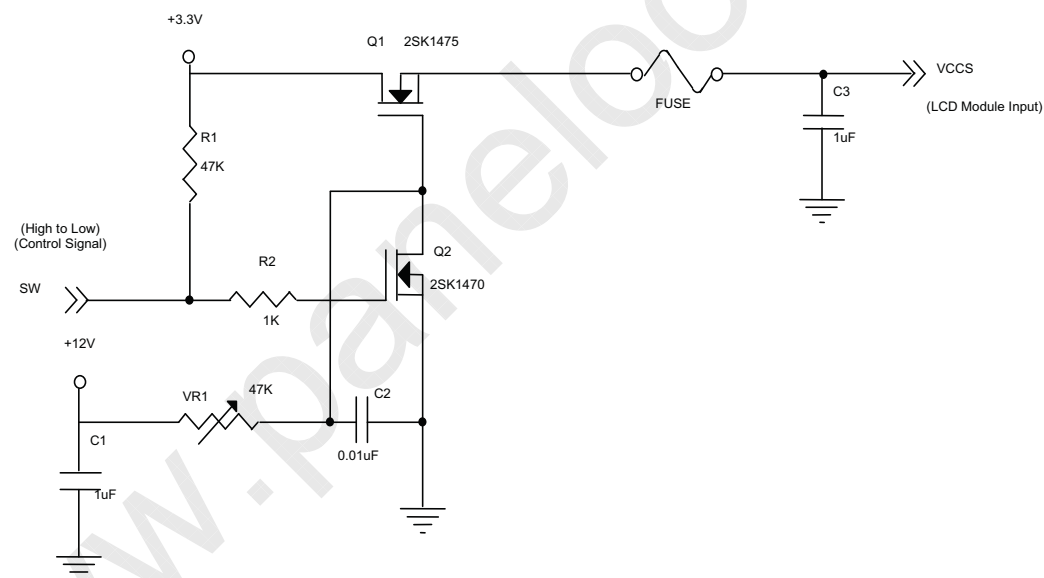 +3.3V
Q1 2SK1475
VCCS
C3
FUSE
(LCD Module Input)
R1
1uF
47K
(High to Low)
(Control Signal)
R2
Q2
2SK1470
SW
1K
+12V
VR1
47K
C2
C1
0.01uF
1uF